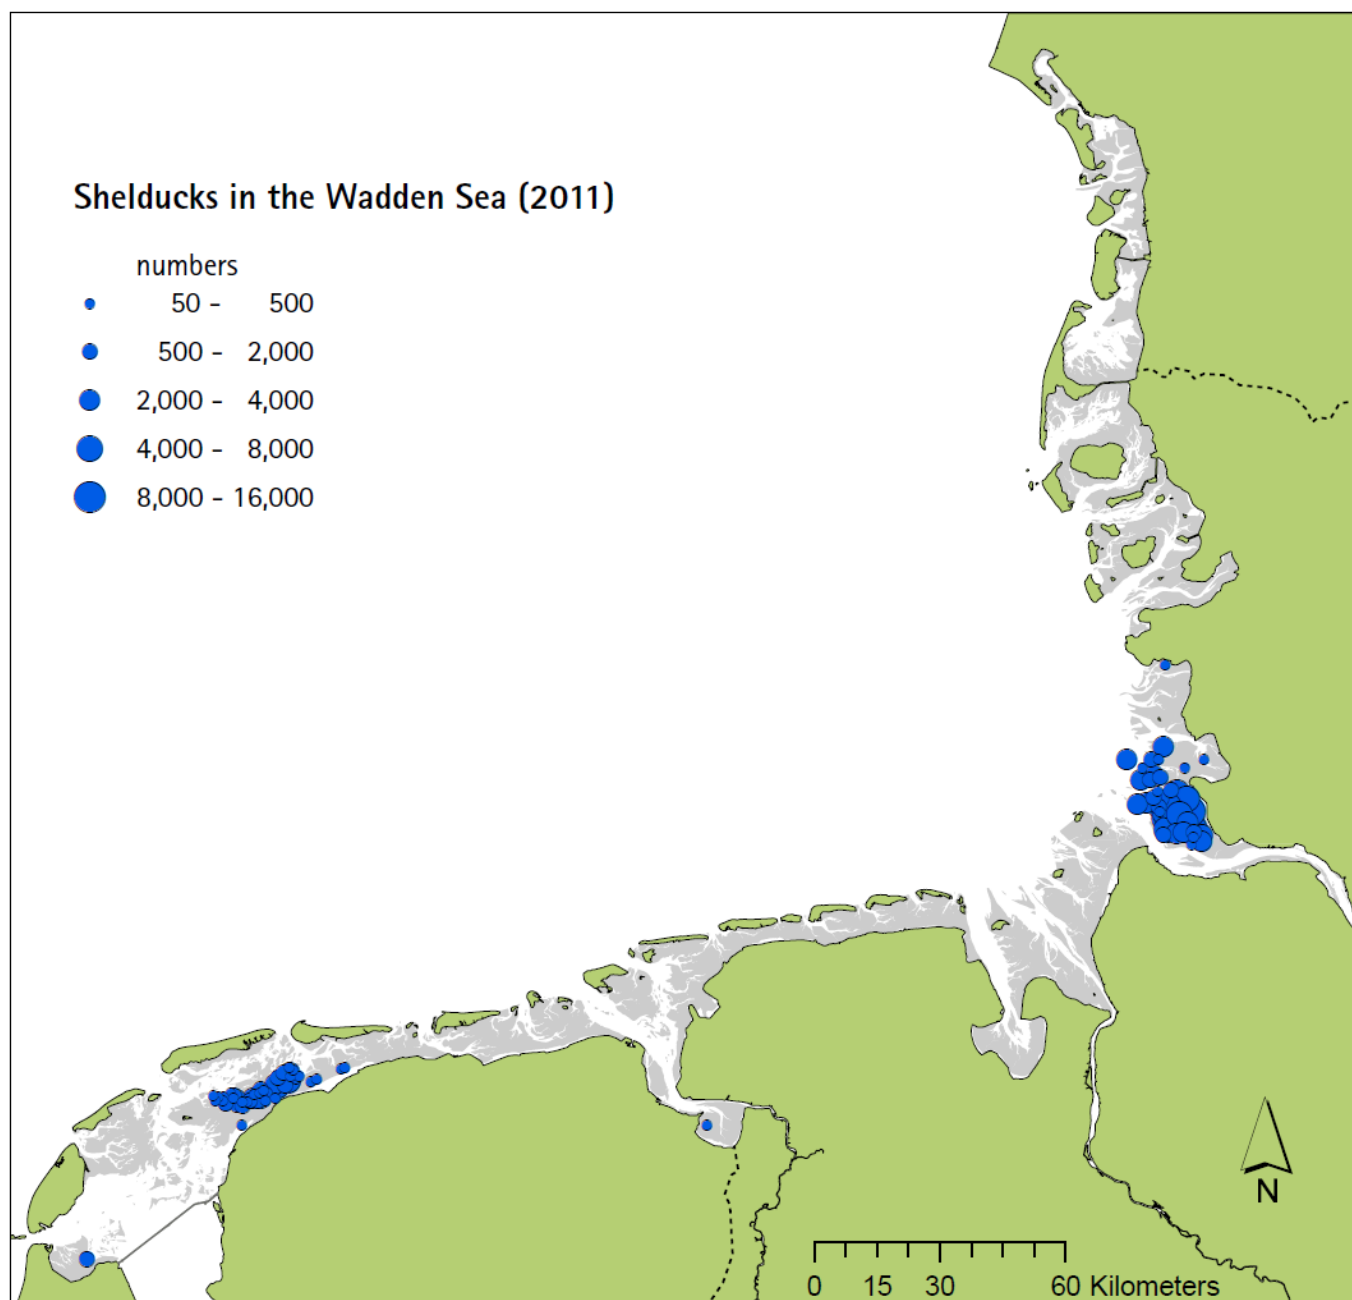 Shelducks in the Wadden Sea (2011)
numbers
50 - 500
500 - 2,000
2,000 - 4,000
4,000 - 8,000
8,000 - 16,000
N
0 15 30 60 Kilometers